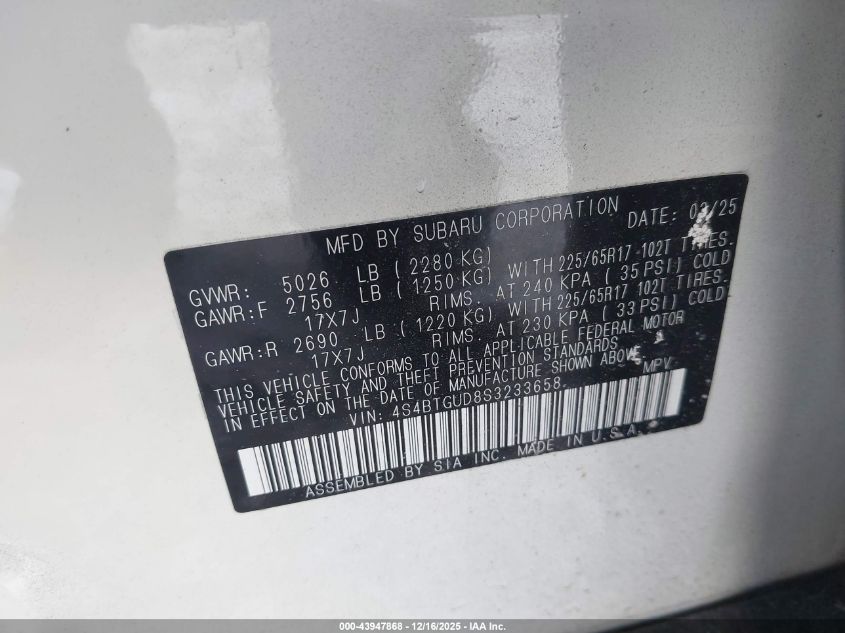 MFD BY SUBARU CORPORATION DATE: 03/25
GVWR: 5026 LB (2280 KG)
GAWR:F 2756 LB (1250 KG) WITH 225/65R17 102T TIRES.
17X7J RIMS. AT 240 KPA (35 PSI) COLD
GAWR:R 2690 LB (1220 KG) WITH 225/65R17 102T TIRES.
17X7J RIMS. AT 230 KPA (33 PSI) COLD
THIS VEHICLE CONFORMS TO ALL APPLICABLE FEDERAL MOTOR
VEHICLE SAFETY AND THEFT PREVENTION STANDARDS
IN EFFECT ON THE DATE OF MANUFACTURE SHOWN ABOVE.
VIN: 4S4BTGUD8S3233658 MPV
ASSEMBLED BY SIA INC. MADE IN U.S.A.
000-43947868 - 12/16/2025 - IAA Inc.